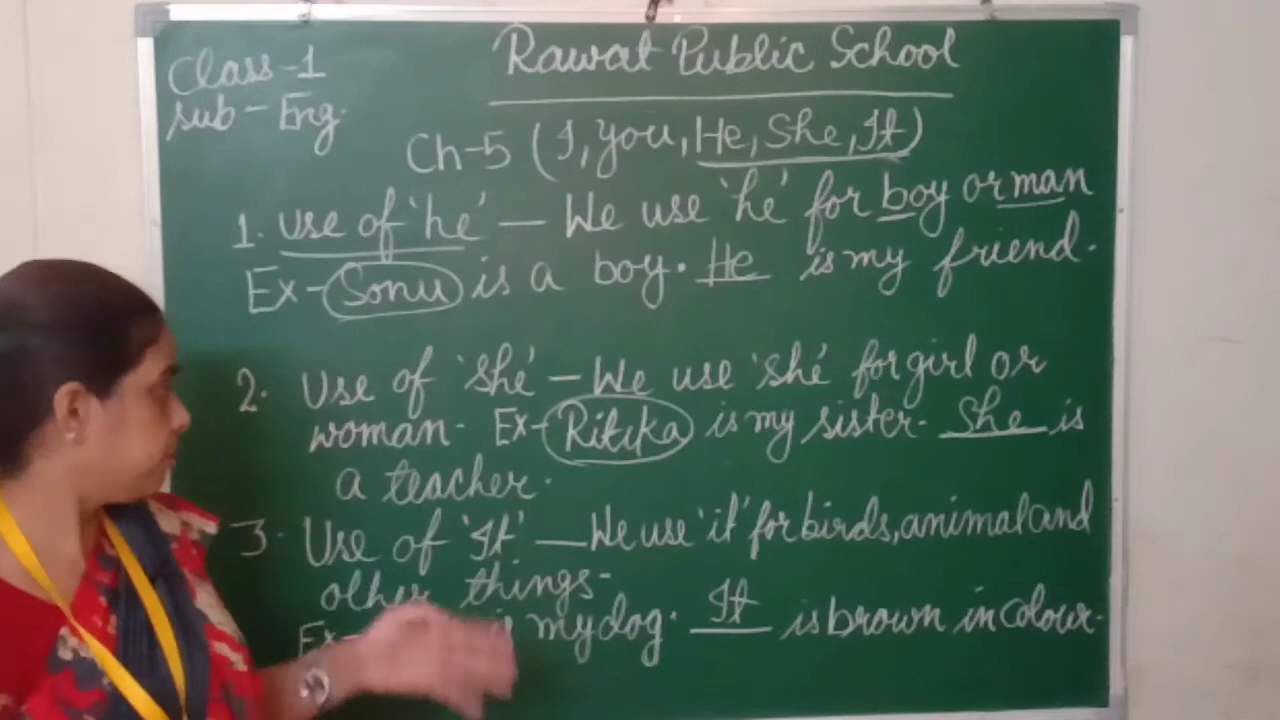 Class-1
Rawat Public School
Sub - Eng.
Ch-5 (I, you, He, She, It)
1. use of 'he' — We use 'he' for boy or man
Ex- Sonu is a boy. He is my friend.
2. Use of 'she' — We use 'she' for girl or
woman. Ex- Ritika is my sister. She is
a teacher.
3. Use of 'It' — We use 'it' for birds, animal and
other things-
Ex- is my dog. It is brown in colour.